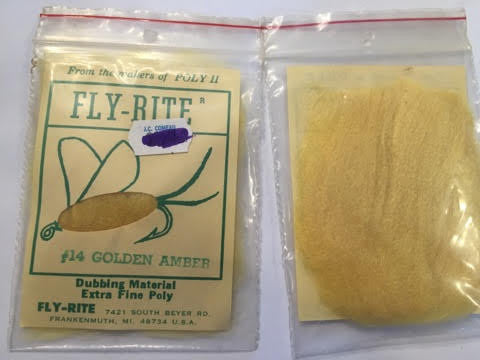 From the makers of POLY II
FLY-RITE®
J.C. COMEAU
#14 GOLDEN AMBER
Dubbing Material
Extra Fine Poly
FLY-RITE 7421 SOUTH BEYER RD.
FRANKENMUTH, MI. 48734 U.S.A.